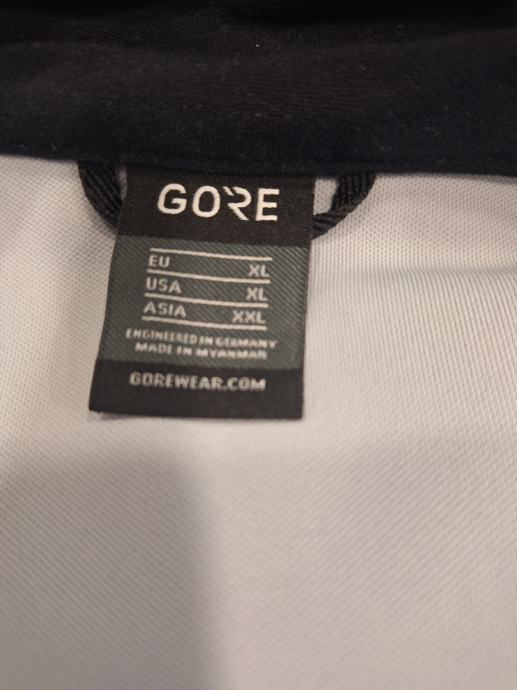 GORE
EU XL
USA XL
ASIA XXL
ENGINEERED IN GERMANY
MADE IN MYANMAR
GOREWEAR.COM